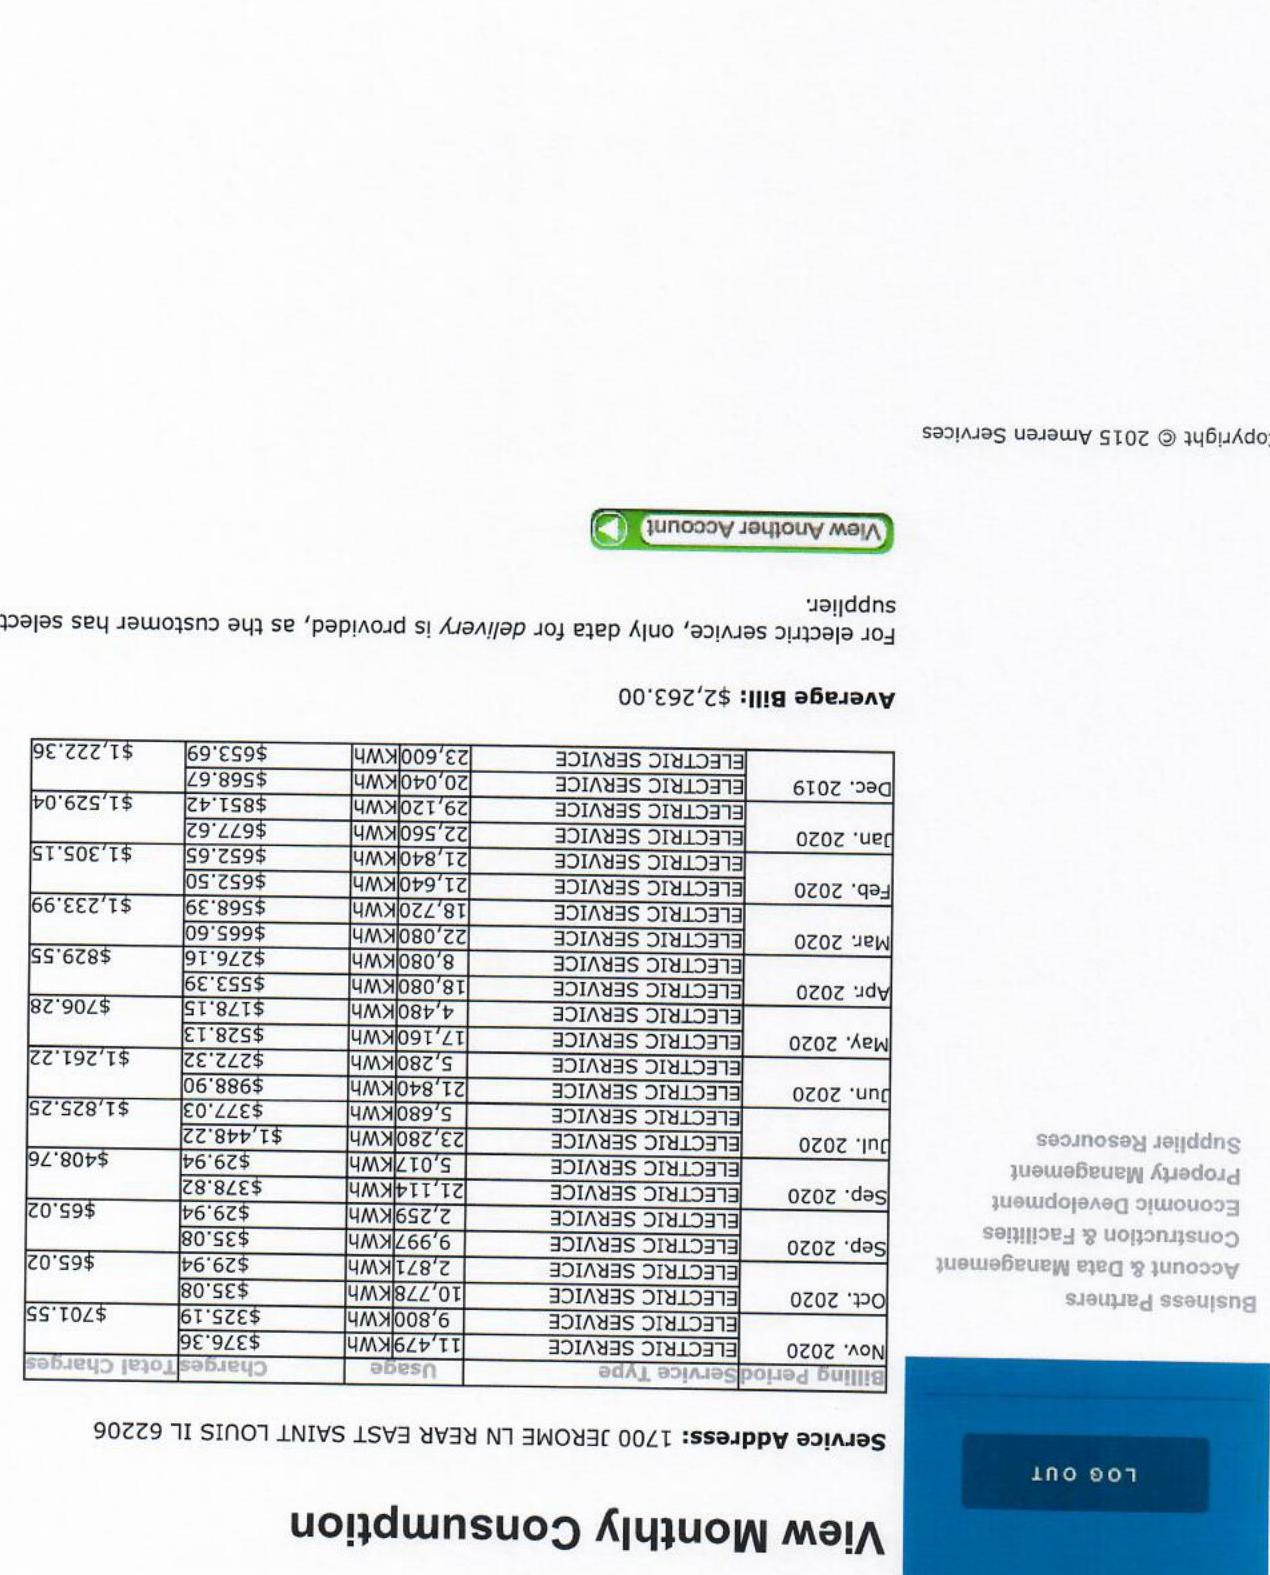 View Monthly Consumption
LOG OUT
Service Address: 1700 JEROME LN REAR EAST SAINT LOUIS IL 62206
Business Partners
Account & Data Management
Construction & Facilities
Economic Development
Property Management
Supplier Resources
Billing Period Service Type Usage Charges Total Charges
Nov. 2020 ELECTRIC SERVICE 11,479 KWh $376.36 $701.55
ELECTRIC SERVICE 9,800 KWh $325.19
Oct. 2020 ELECTRIC SERVICE 10,778 KWh $35.08 $65.02
ELECTRIC SERVICE 2,871 KWh $29.94
Sep. 2020 ELECTRIC SERVICE 9,997 KWh $35.08 $65.02
ELECTRIC SERVICE 2,259 KWh $29.94
Sep. 2020 ELECTRIC SERVICE 21,114 KWh $378.82 $408.76
ELECTRIC SERVICE 5,017 KWh $29.94
Jul. 2020 ELECTRIC SERVICE 23,280 KWh $1,448.22 $1,825.25
ELECTRIC SERVICE 5,680 KWh $377.03
Jun. 2020 ELECTRIC SERVICE 21,840 KWh $988.90 $1,261.22
ELECTRIC SERVICE 5,280 KWh $272.32
May. 2020 ELECTRIC SERVICE 17,160 KWh $528.13 $706.28
ELECTRIC SERVICE 4,480 KWh $178.15
Apr. 2020 ELECTRIC SERVICE 18,080 KWh $553.39 $829.55
ELECTRIC SERVICE 8,080 KWh $276.16
Mar. 2020 ELECTRIC SERVICE 22,080 KWh $665.60 $1,233.99
ELECTRIC SERVICE 18,720 KWh $568.39
Feb. 2020 ELECTRIC SERVICE 21,640 KWh $652.50 $1,305.15
ELECTRIC SERVICE 21,840 KWh $652.65
Jan. 2020 ELECTRIC SERVICE 22,560 KWh $677.62 $1,529.04
ELECTRIC SERVICE 29,120 KWh $851.42
Dec. 2019 ELECTRIC SERVICE 20,040 KWh $568.67 $1,222.36
ELECTRIC SERVICE 23,600 KWh $653.69
Average Bill: $2,263.00
For electric service, only data for delivery is provided, as the customer has select
supplier.
View Another Account
Copyright © 2015 Ameren Services